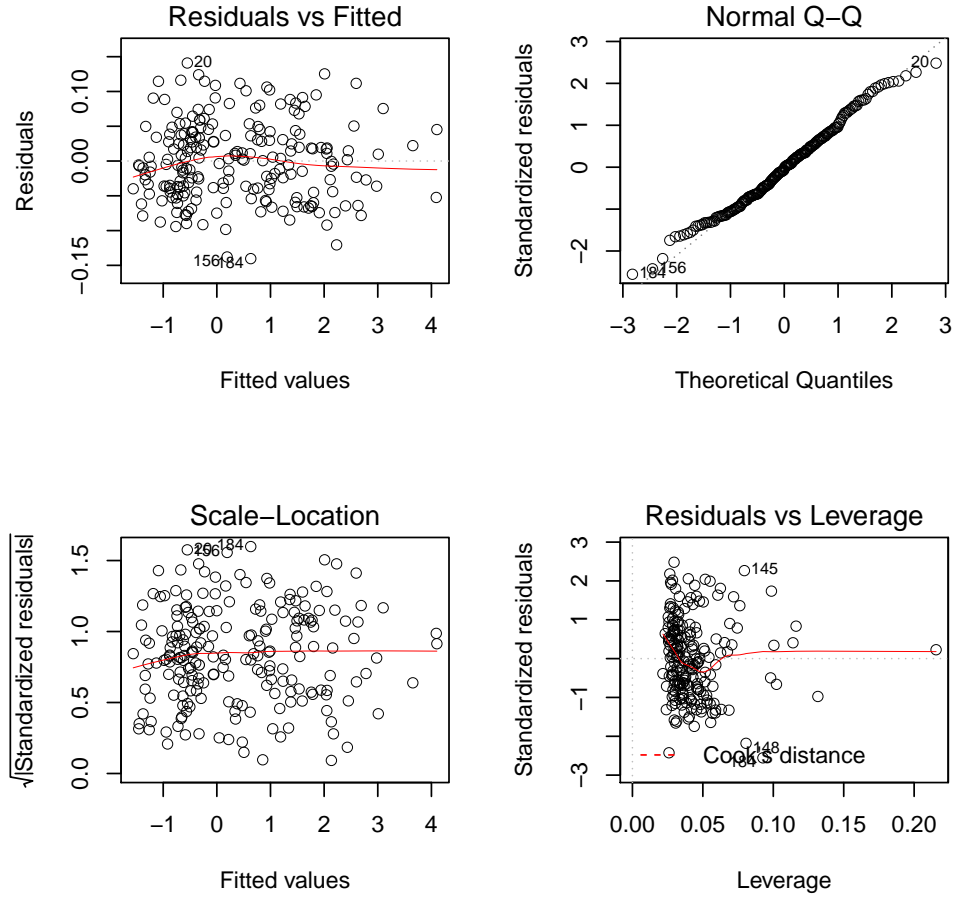 Residuals vs Fitted
Residuals
−0.15
0.00
0.10
20
156
184
−1 0 1 2 3 4
Fitted values
Normal Q−Q
Standardized residuals
−2
0
1
2
3
20
184
156
−3 −2 −1 0 1 2 3
Theoretical Quantiles
Scale−Location
√|Standardized residuals|
0.0
0.5
1.0
1.5
20
156
184
−1 0 1 2 3 4
Fitted values
Residuals vs Leverage
Standardized residuals
−3
−1
1
2
3
145
148
184
Cook's distance
0.00 0.05 0.10 0.15 0.20
Leverage